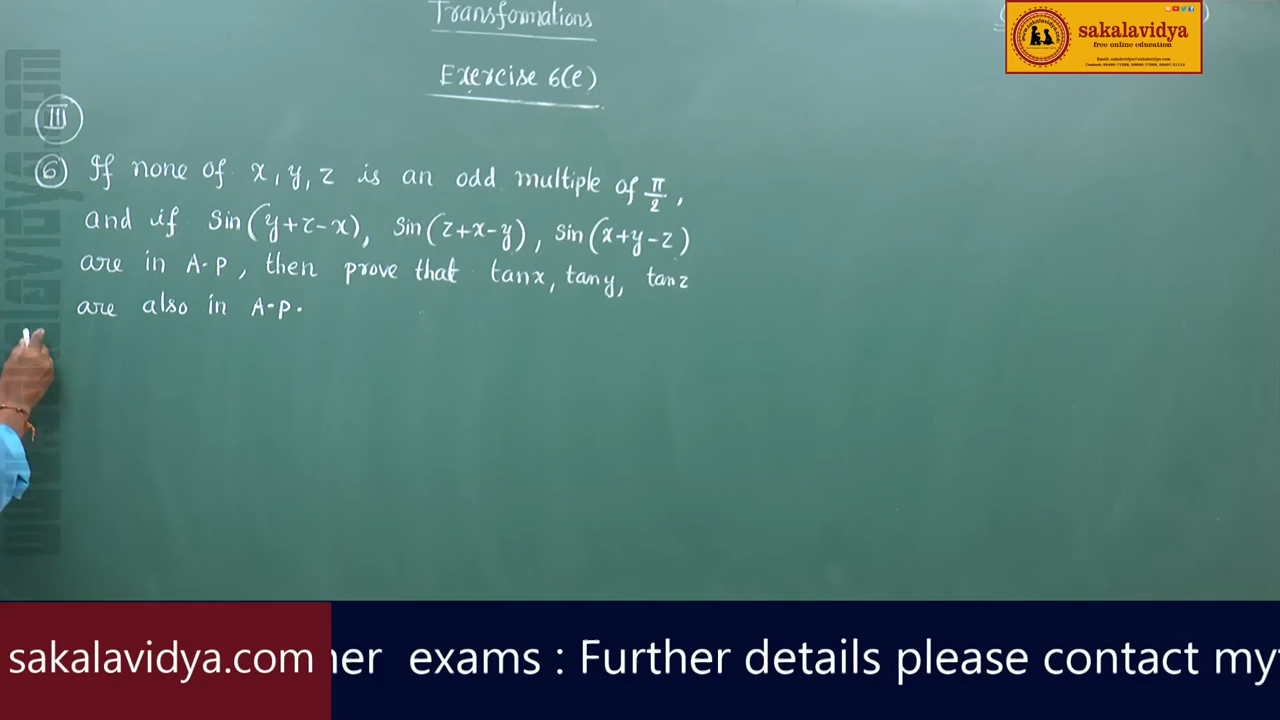 Transformations
Exercise 6(e)
sakalavidya
free online education
III
6 If none of x, y, z is an odd multiple of π/2,
and if sin(y+z-x), sin(z+x-y), sin(x+y-z)
are in A.P, then prove that tanx, tany, tanz
are also in A.P.
sakalavidya.com
her exams : Further details please contact my